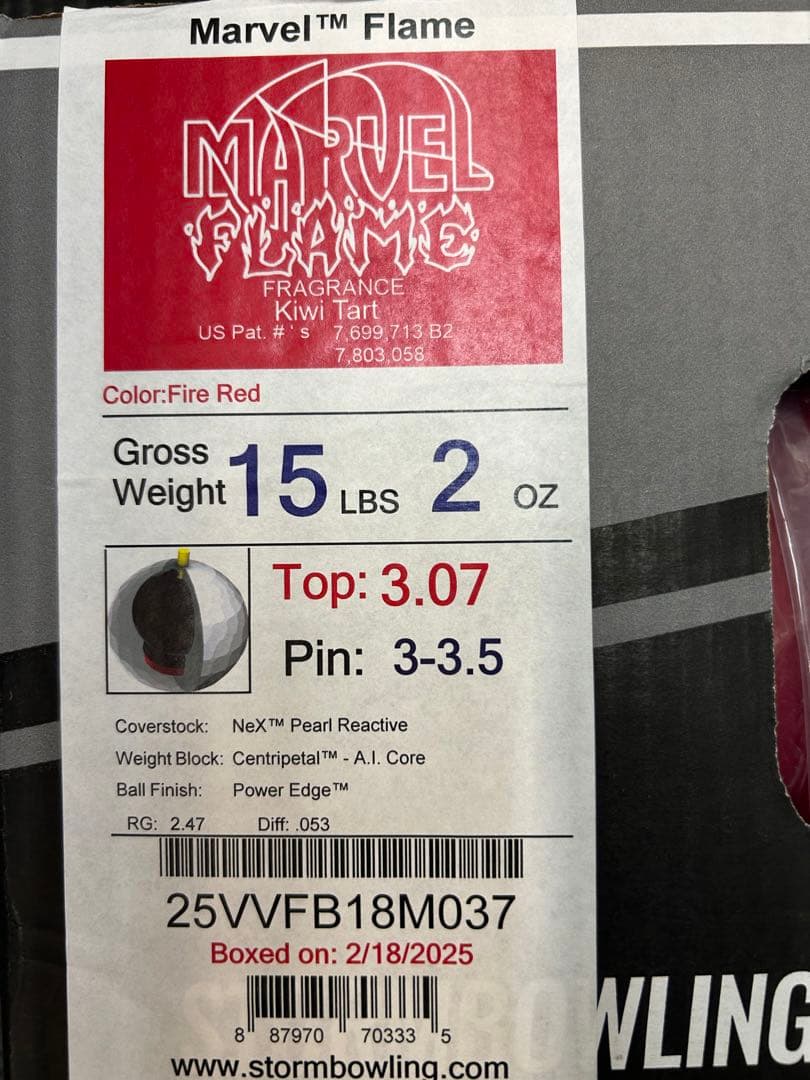 Marvel™ Flame
MARVEL
FLAME
FRAGRANCE
Kiwi Tart
US Pat. # ' s 7,699,713 B2
7,803,058
Color:Fire Red
Gross
Weight 15 LBS 2 OZ
Top: 3.07
Pin: 3-3.5
Coverstock: NeX™ Pearl Reactive
Weight Block: Centripetal™ - A.I. Core
Ball Finish: Power Edge™
RG: 2.47 Diff: .053
25VVFB18M037
Boxed on: 2/18/2025
8 87970 70333 5
www.stormbowling.com
OWLING